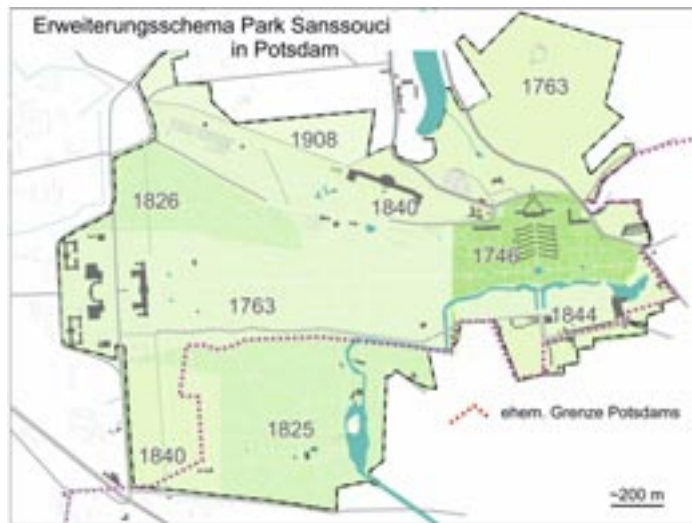 Erweiterungsschema Park Sanssouci
in Potsdam
1763
1908
1826
1840
1746
1763
1844
1840
1825
ehem. Grenze Potsdams
~200 m